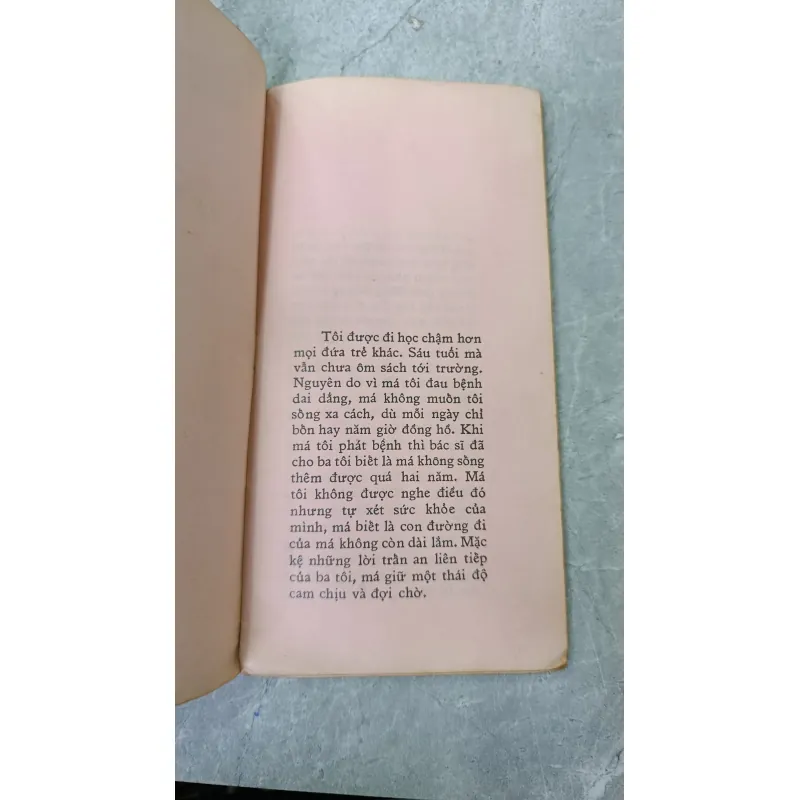 Tôi được đi học chậm hơn
mọi đứa trẻ khác. Sáu tuổi mà
vẫn chưa ôm sách tới trường.
Nguyên do vì má tôi đau bệnh
dai dẳng, má không muốn tôi
sống xa cách, dù mỗi ngày chỉ
bốn hay năm giờ đồng hồ. Khi
má tôi phát bệnh thì bác sĩ đã
cho ba tôi biết là má không sống
thêm được quá hai năm. Má
tôi không được nghe điều đó
nhưng tự xét sức khỏe của
mình, má biết là con đường đi
của má không còn dài lắm. Mặc
kệ những lời trấn an liên tiếp
của ba tôi, má giữ một thái độ
cam chịu và đợi chờ.